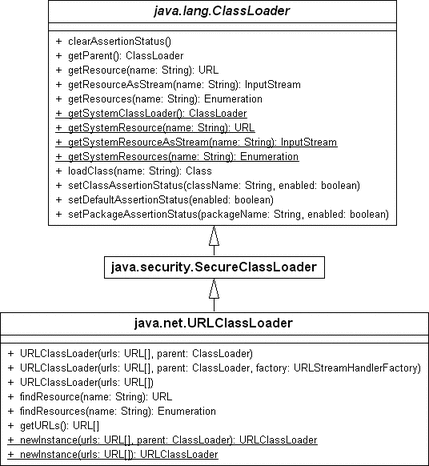 java.lang.ClassLoader
+ clearAssertionStatus()
+ getParent(): ClassLoader
+ getResource(name: String): URL
+ getResourceAsStream(name: String): InputStream
+ getResources(name: String): Enumeration
+ getSystemClassLoader(): ClassLoader
+ getSystemResource(name: String): URL
+ getSystemResourceAsStream(name: String): InputStream
+ getSystemResources(name: String): Enumeration
+ loadClass(name: String): Class
+ setClassAssertionStatus(className: String, enabled: boolean)
+ setDefaultAssertionStatus(enabled: boolean)
+ setPackageAssertionStatus(packageName: String, enabled: boolean)
java.security.SecureClassLoader
java.net.URLClassLoader
+ URLClassLoader(urls: URL[], parent: ClassLoader)
+ URLClassLoader(urls: URL[], parent: ClassLoader, factory: URLStreamHandlerFactory)
+ URLClassLoader(urls: URL[])
+ findResource(name: String): URL
+ findResources(name: String): Enumeration
+ getURLs(): URL[]
+ newInstance(urls: URL[], parent: ClassLoader): URLClassLoader
+ newInstance(urls: URL[]): URLClassLoader